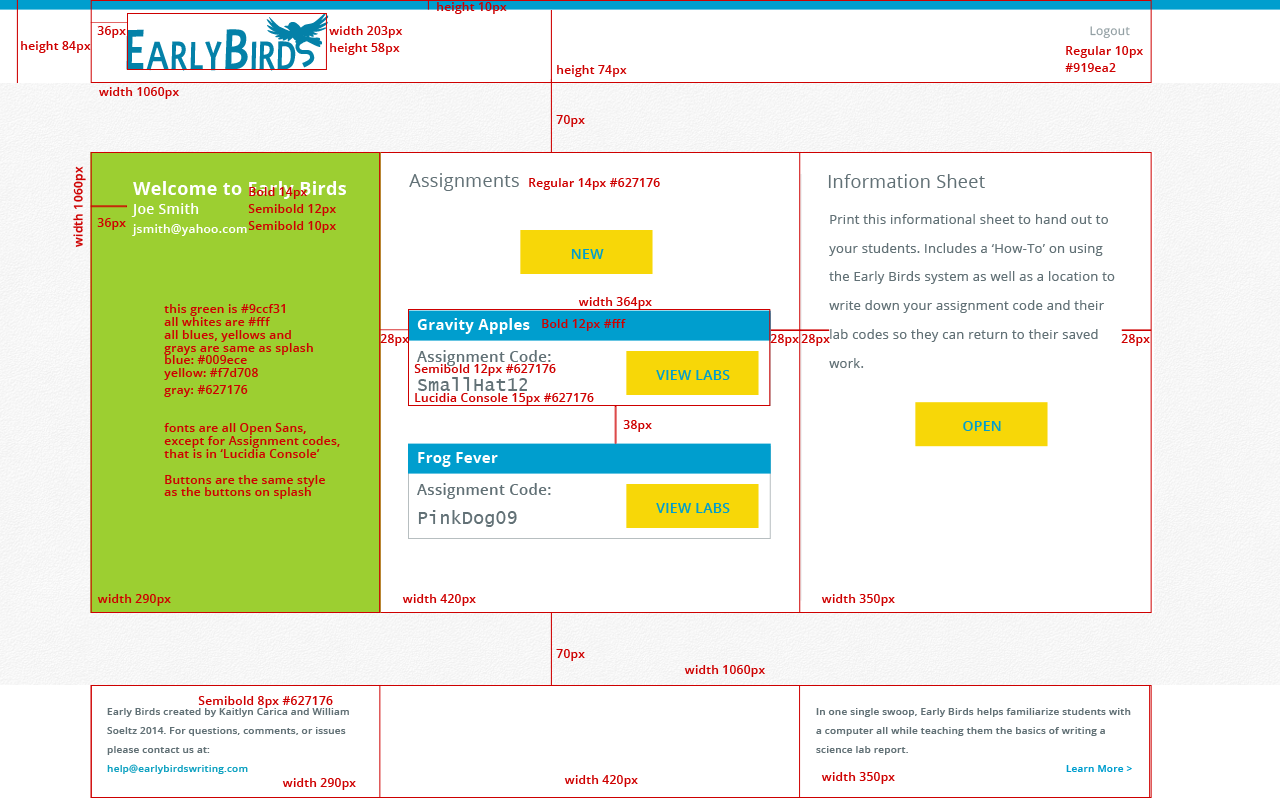 height 10px
36px
EARLYBIRDS
width 203px
height 58px
Logout
height 84px
Regular 10px
#919ea2
height 74px
width 1060px
70px
width 1060px
Welcome to Early Birds
Bold 14px
Joe Smith
Semibold 12px
36px
jsmith@yahoo.com
Semibold 10px
this green is #9ccf31
all whites are #fff
all blues, yellows and
grays are same as splash
blue: #009ece
yellow: #f7d708
gray: #627176
fonts are all Open Sans,
except for Assignment codes,
that is in ‘Lucidia Console’
Buttons are the same style
as the buttons on splash
width 290px
Assignments
Regular 14px #627176
NEW
width 364px
28px
Gravity Apples
Bold 12px #fff
28px
Assignment Code:
Semibold 12px #627176
SmallHat12
Lucidia Console 15px #627176
VIEW LABS
38px
Frog Fever
Assignment Code:
PinkDog09
VIEW LABS
width 420px
Information Sheet
Print this informational sheet to hand out to
your students. Includes a ‘How-To’ on using
the Early Birds system as well as a location to
write down your assignment code and their
lab codes so they can return to their saved
work.
28px
28px
OPEN
width 350px
70px
width 1060px
Semibold 8px #627176
Early Birds created by Kaitlyn Carica and William
Soeltz 2014. For questions, comments, or issues
please contact us at:
help@earlybirdswriting.com
width 290px
width 420px
In one single swoop, Early Birds helps familiarize students with
a computer all while teaching them the basics of writing a
science lab report.
Learn More >
width 350px